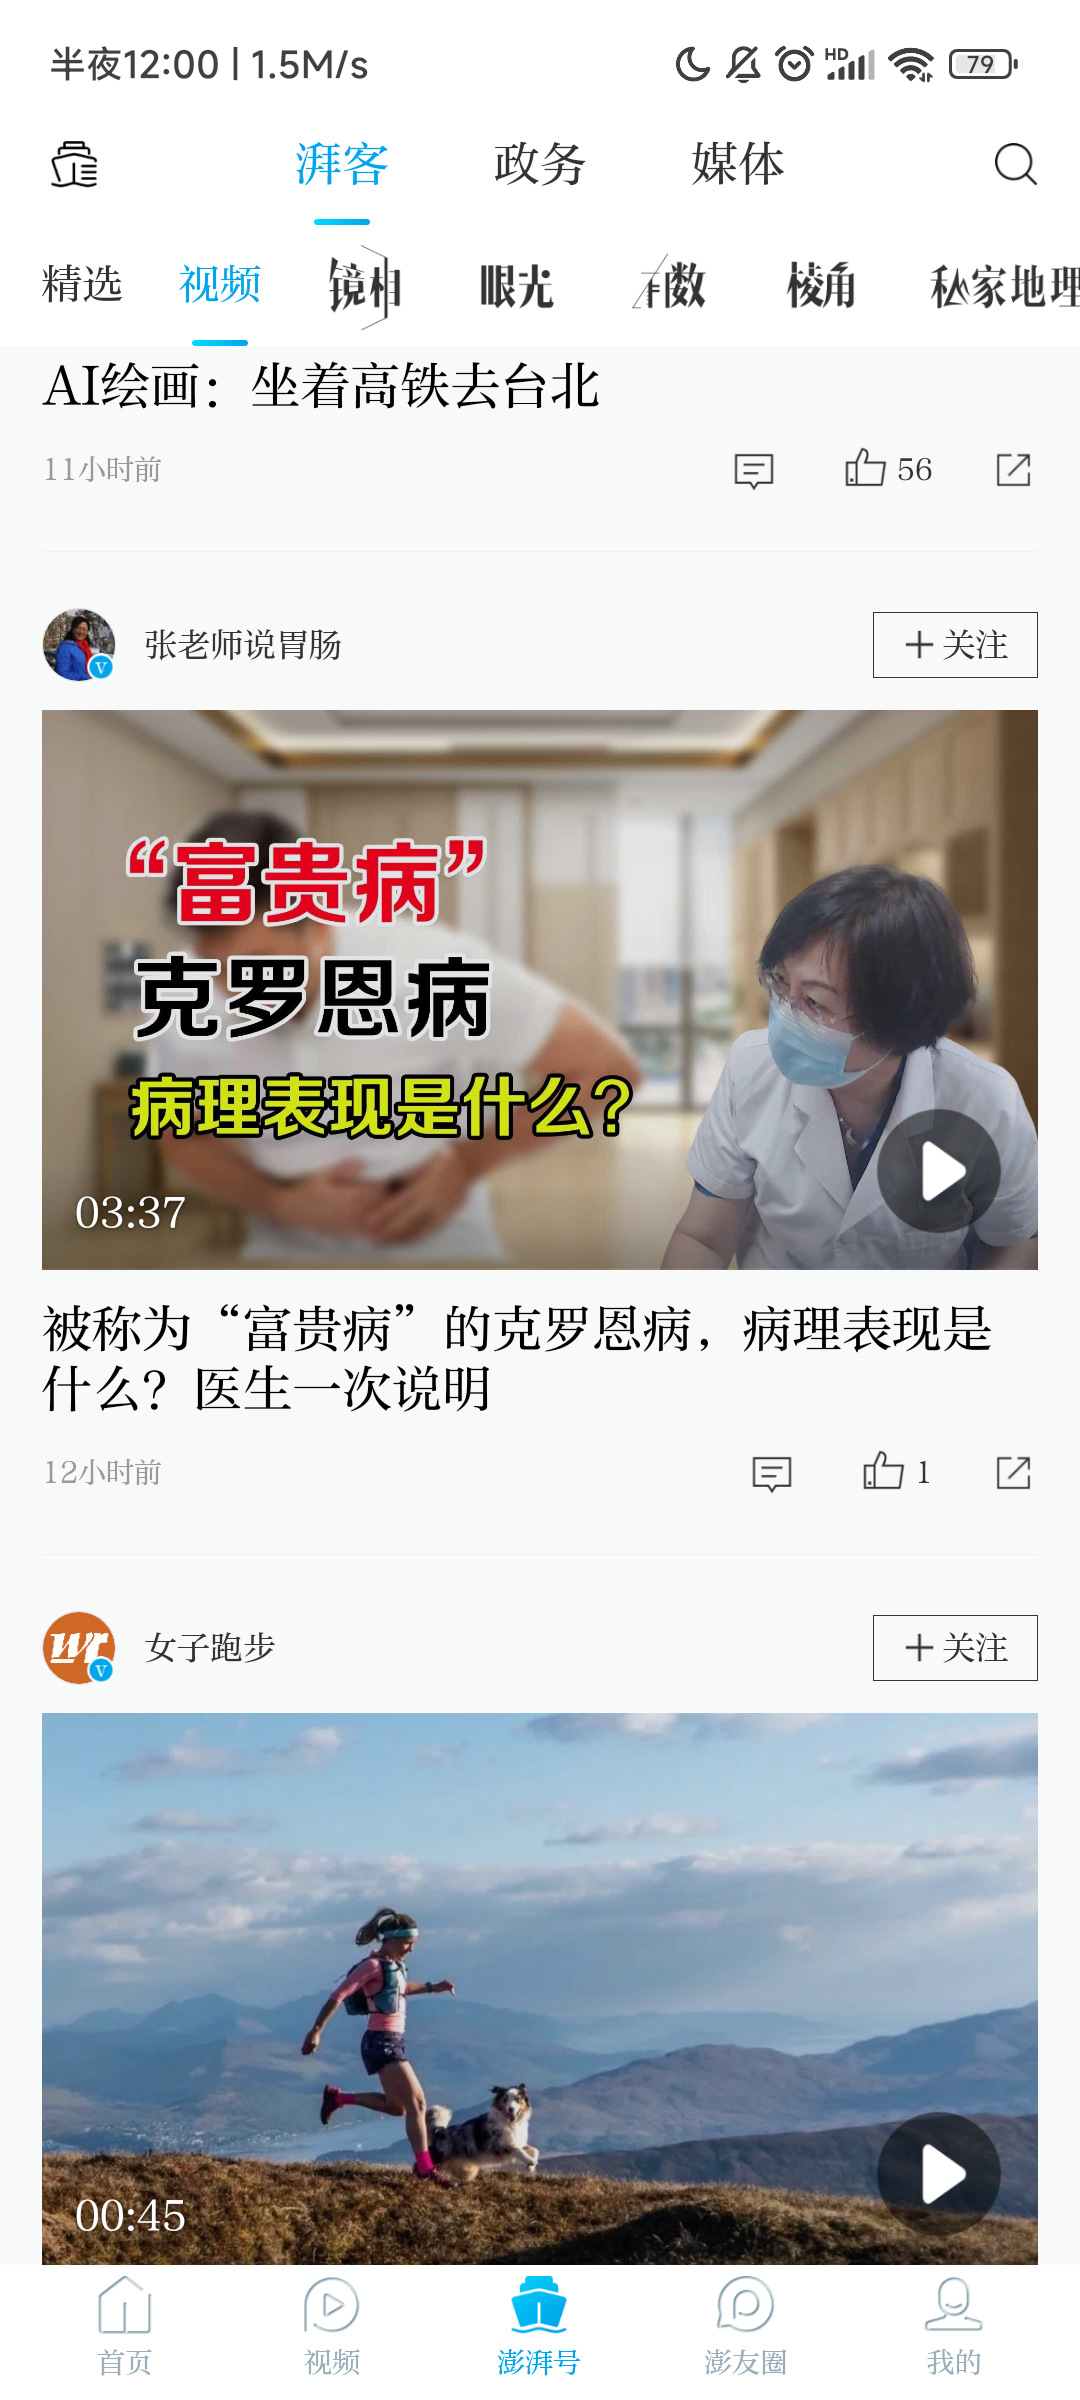 半夜12:00 | 1.5M/s
HD
79
湃客 政务 媒体
精选 视频 镜相 眼光 有数 棱角 私家地理
AI绘画：坐着高铁去台北
11小时前 56
张老师说胃肠 + 关注
“富贵病”
克罗恩病
病理表现是什么？
03:37
被称为“富贵病”的克罗恩病，病理表现是
什么？医生一次说明
12小时前 1
wr
女子跑步 + 关注
00:45
首页 视频 澎湃号 澎友圈 我的